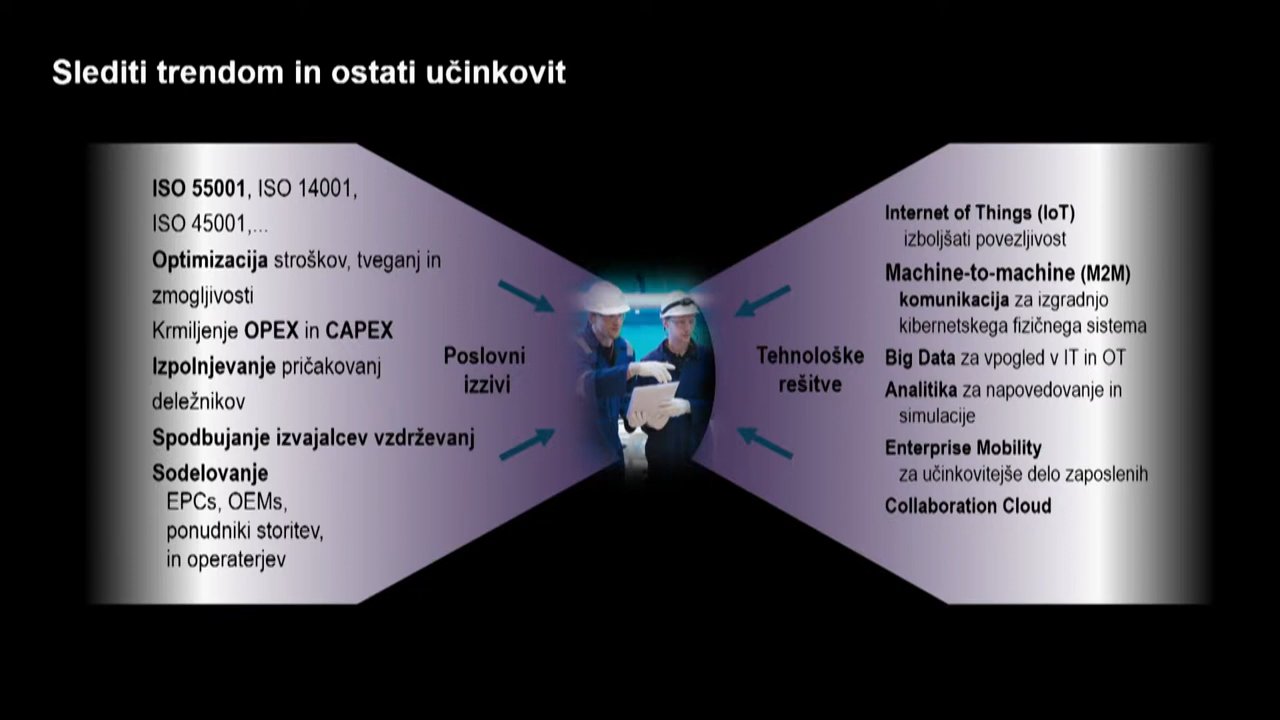 Slediti trendom in ostati učinkovit
ISO 55001, ISO 14001,
ISO 45001,...
Optimizacija stroškov, tveganj in
zmogljivosti
Krmiljenje OPEX in CAPEX
Izpolnjevanje pričakovanj
deležnikov
Spodbujanje izvajalcev vzdrževanj
Sodelovanje
EPCs, OEMs,
ponudniki storitev,
in operaterjev
Poslovni
izzivi
Tehnološke
rešitve
Internet of Things (IoT)
izboljšati povezljivost
Machine-to-machine (M2M)
komunikacija za izgradnjo
kibernetskega fizičnega sistema
Big Data za vpogled v IT in OT
Analitika za napovedovanje in
simulacije
Enterprise Mobility
za učinkovitejše delo zaposlenih
Collaboration Cloud